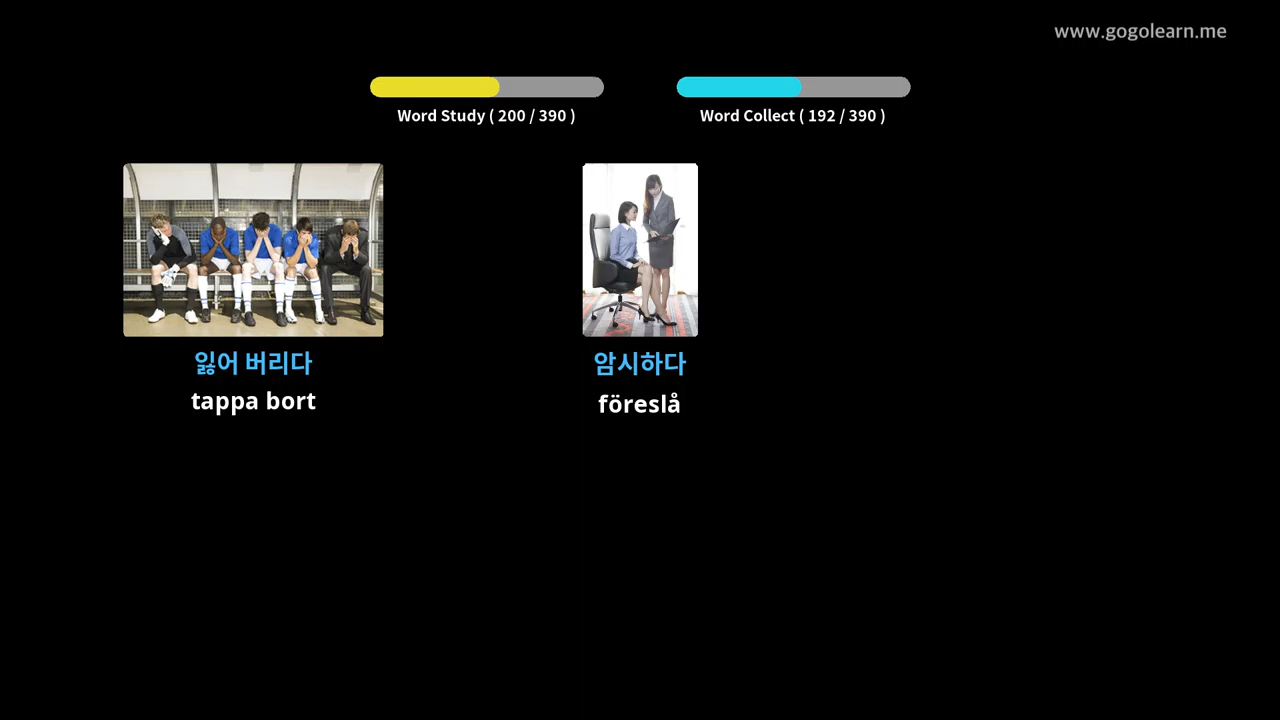 www.gogolearn.me
Word Study ( 200 / 390 )
Word Collect ( 192 / 390 )
잃어 버리다
tappa bort
암시하다
föreslå